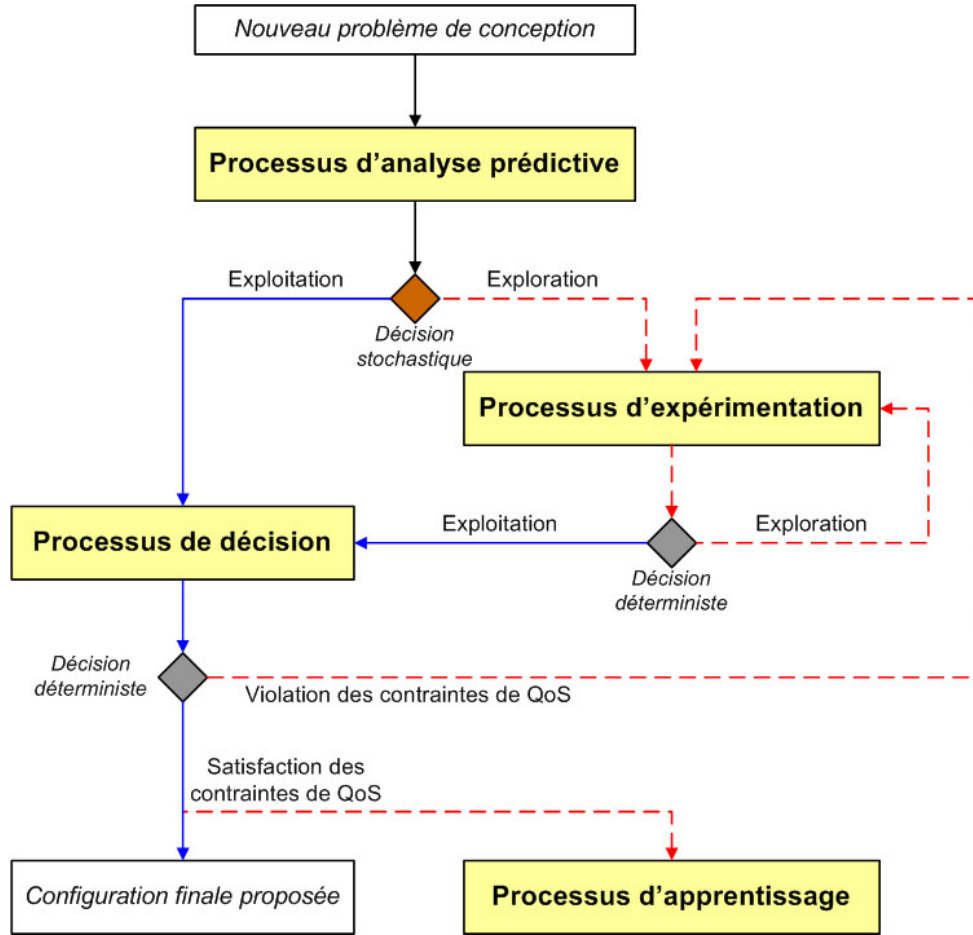 Nouveau problème de conception
Processus d'analyse prédictive
Exploitation
Exploration
Décision
stochastique
Processus d'expérimentation
Processus de décision
Exploitation
Exploration
Décision
déterministe
Décision
déterministe
Violation des contraintes de QoS
Satisfaction des
contraintes de QoS
Configuration finale proposée
Processus d'apprentissage